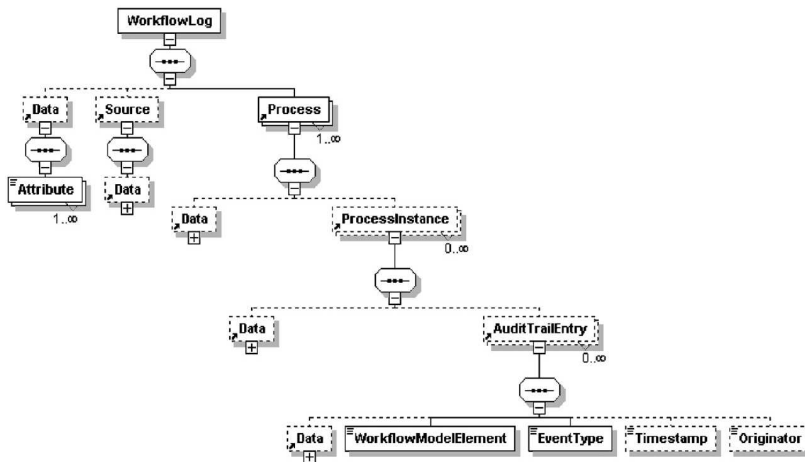 WorkflowLog
Data Source Process
1..∞
Attribute Data
1..∞
Data ProcessInstance
0..∞
Data AuditTrailEntry
0..∞
Data WorkflowModelElement EventType Timestamp Originator